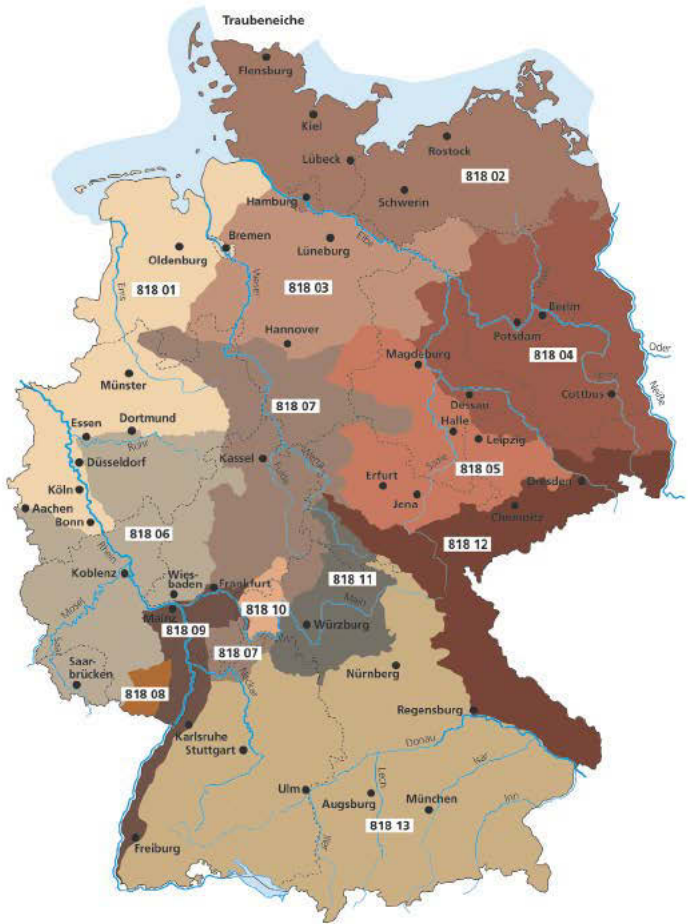 Traubeneiche
Flensburg
Kiel
Rostock
Lübeck
818 02
Hamburg
Schwerin
Elbe
Bremen
Lüneburg
Oldenburg
818 01
Ems
Weser
818 03
Berlin
Potsdam
Hannover
818 04
Oder
Magdeburg
Neiße
Münster
818 07
Dessau
Cottbus
Essen
Dortmund
Halle
Ruhr
Leipzig
Düsseldorf
Kassel
Werra
Fulda
Saale
818 05
Köln
Erfurt
Dresden
Aachen
Jena
Bonn
Chemnitz
818 06
818 12
Rhein
Koblenz
Wies-
baden
Frankfurt
818 11
Mosel
Mainz
818 10
Main
818 09
Würzburg
Saar
818 07
Saar-
brücken
Nürnberg
818 08
Neckar
Regensburg
Karlsruhe
Stuttgart
Donau
Isar
Ulm
Lech
Inn
Augsburg
München
818 13
Iller
Freiburg